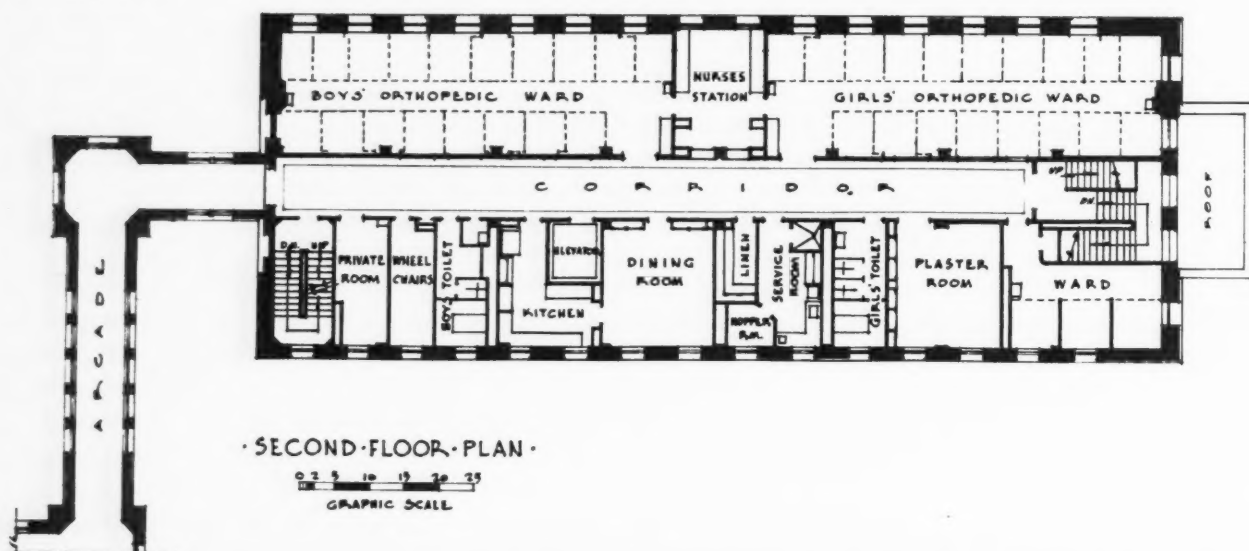 NURSES
STATION
BOYS' ORTHOPEDIC WARD
GIRLS' ORTHOPEDIC WARD
CORRIDOR
UP
DN.
ROOF
DN. UP
PRIVATE
ROOM
WHEEL
CHAIRS
BOYS' TOILET
ELEVATOR
KITCHEN
DINING
ROOM
LINEN
HOPPER
RM.
SERVICE
ROOM
GIRLS' TOILET
PLASTER
ROOM
WARD
ARCADE
· SECOND · FLOOR · PLAN ·
0 2 5 10 15 20 25
GRAPHIC SCALE